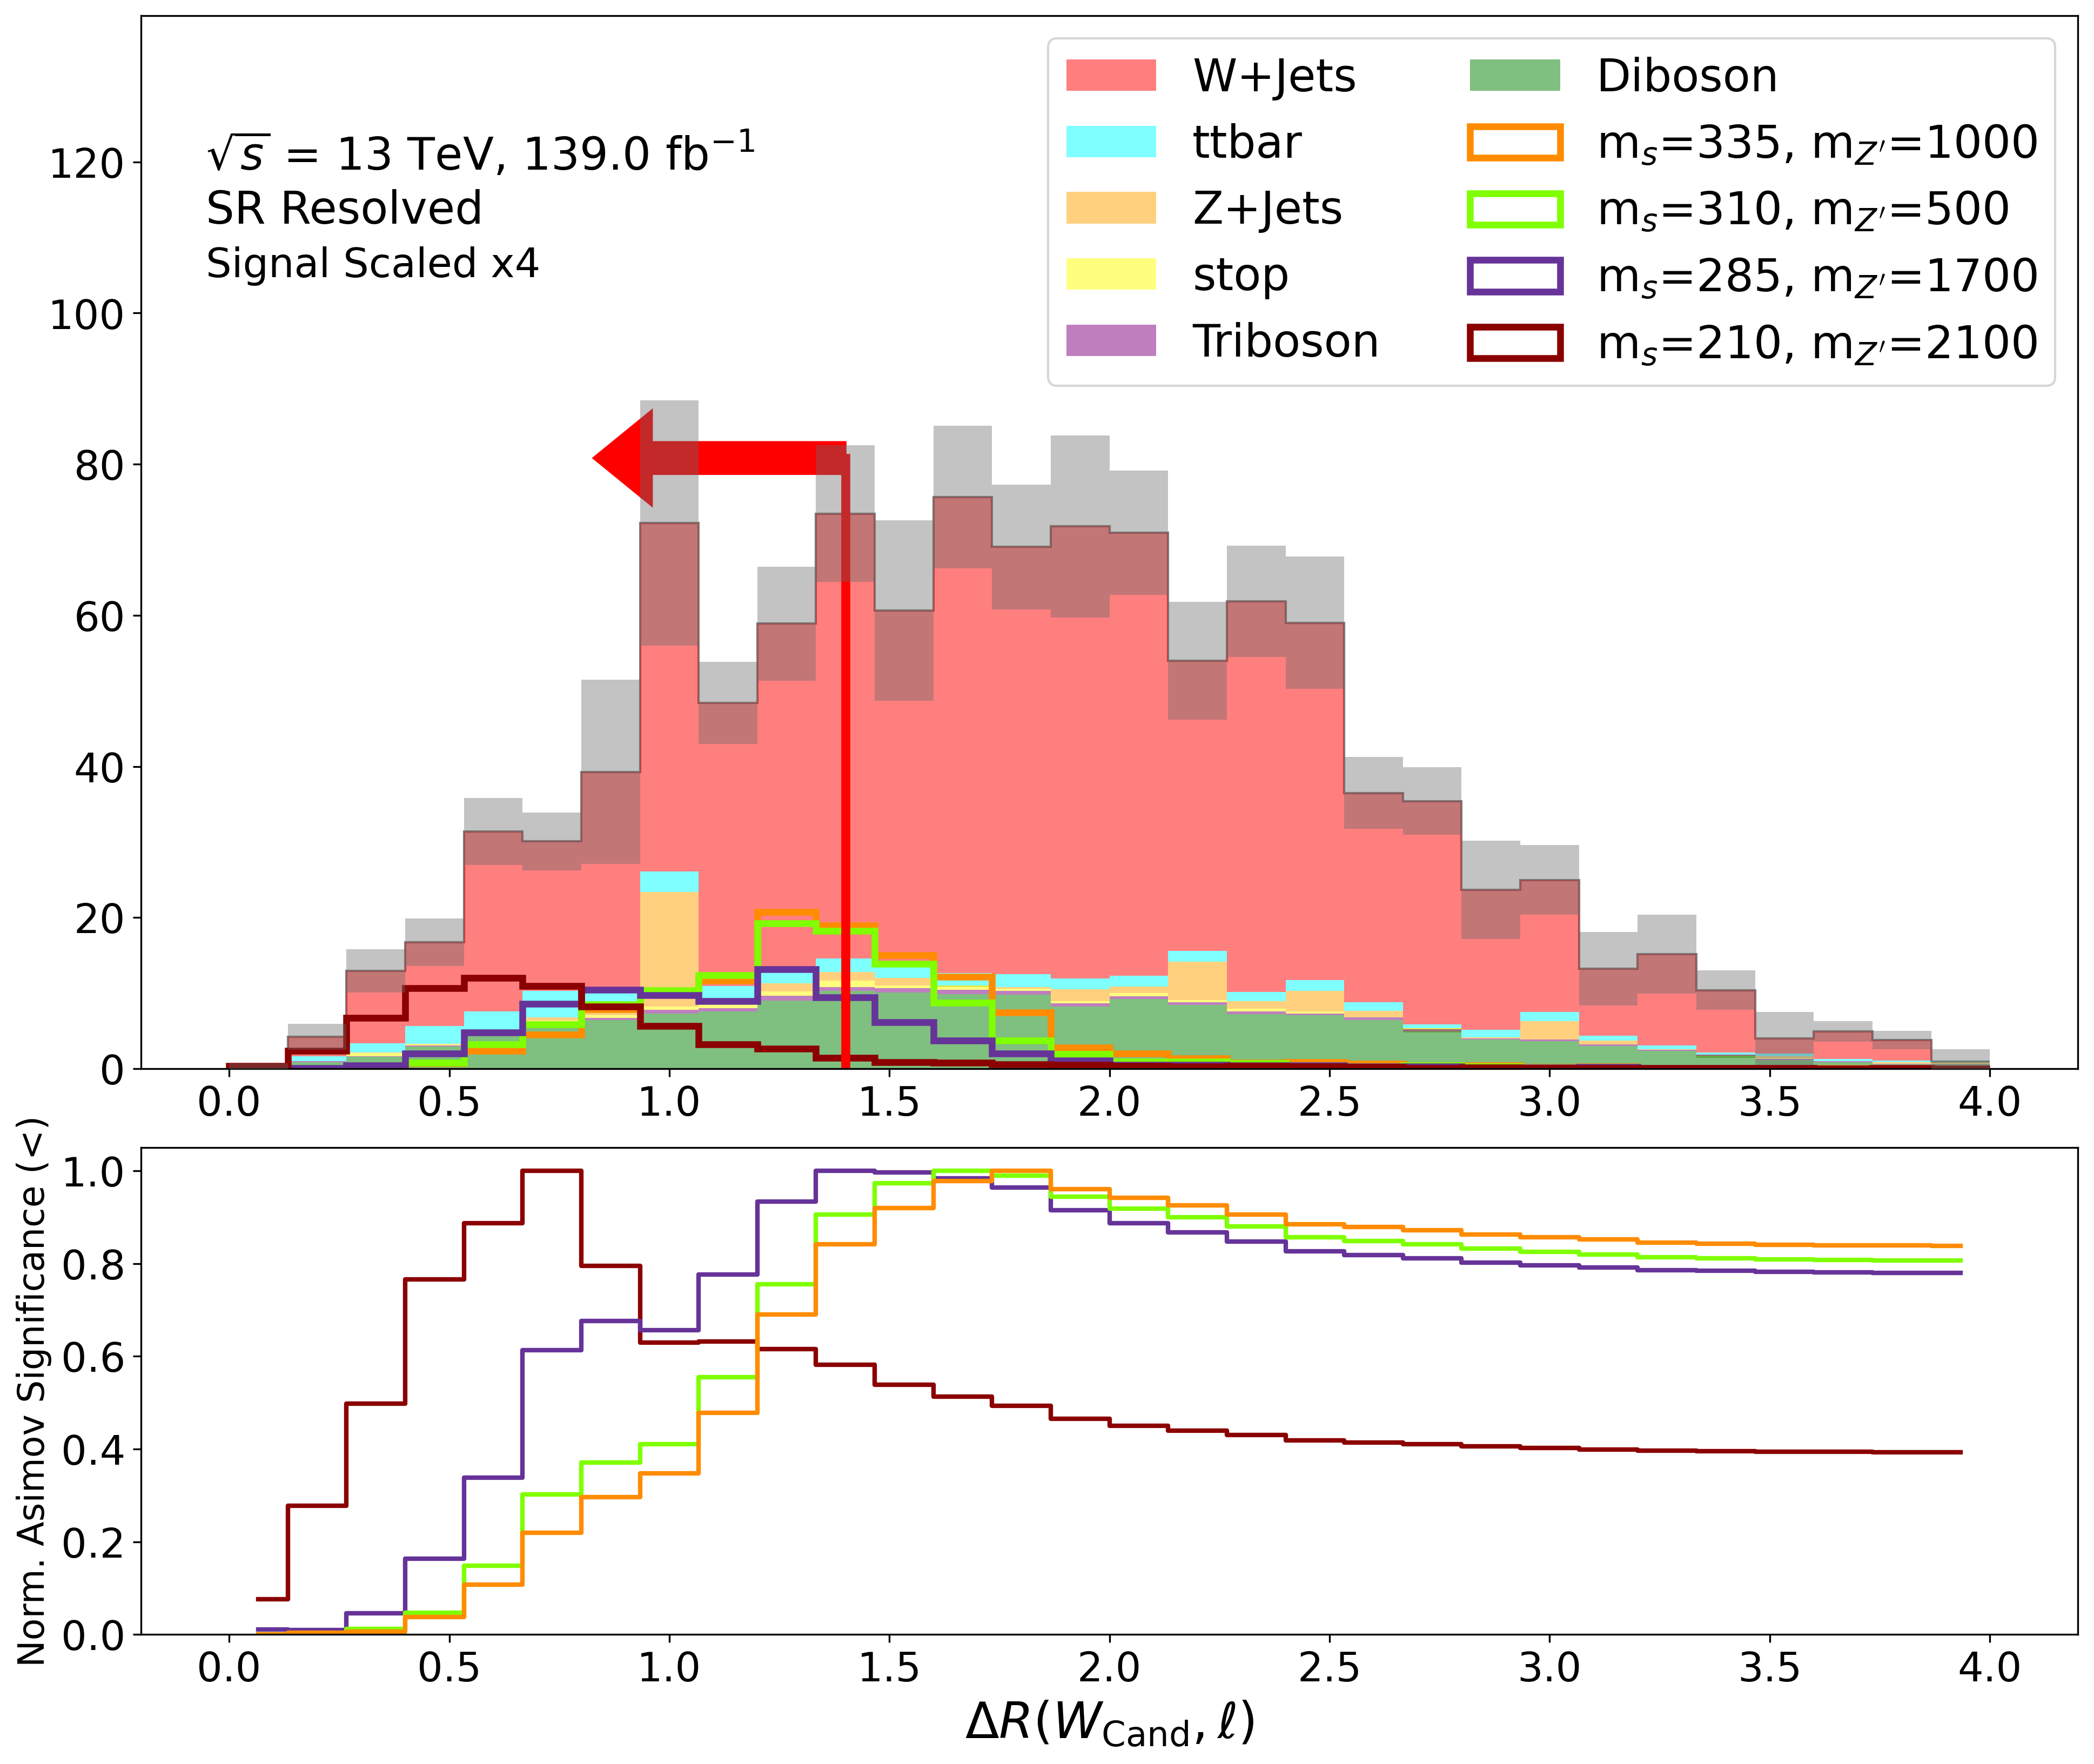 √s = 13 TeV, 139.0 fb⁻¹
SR Resolved
Signal Scaled x4
W+Jets
ttbar
Z+Jets
stop
Triboson
Diboson
mₛ=335, m_Z′=1000
mₛ=310, m_Z′=500
mₛ=285, m_Z′=1700
mₛ=210, m_Z′=2100
120
100
80
60
40
20
0
0.0 0.5 1.0 1.5 2.0 2.5 3.0 3.5 4.0
Norm. Asimov Significance (<)
1.0
0.8
0.6
0.4
0.2
0.0
0.0 0.5 1.0 1.5 2.0 2.5 3.0 3.5 4.0
ΔR(W_Cand, ℓ)